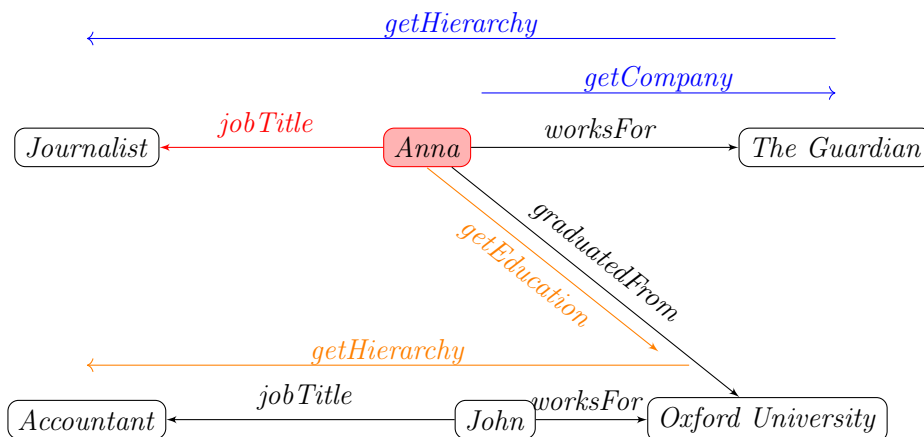 getHierarchy
getCompany
jobTitle
worksFor
Journalist
Anna
The Guardian
graduatedFrom
getEducation
getHierarchy
jobTitle
worksFor
Accountant
John
Oxford University